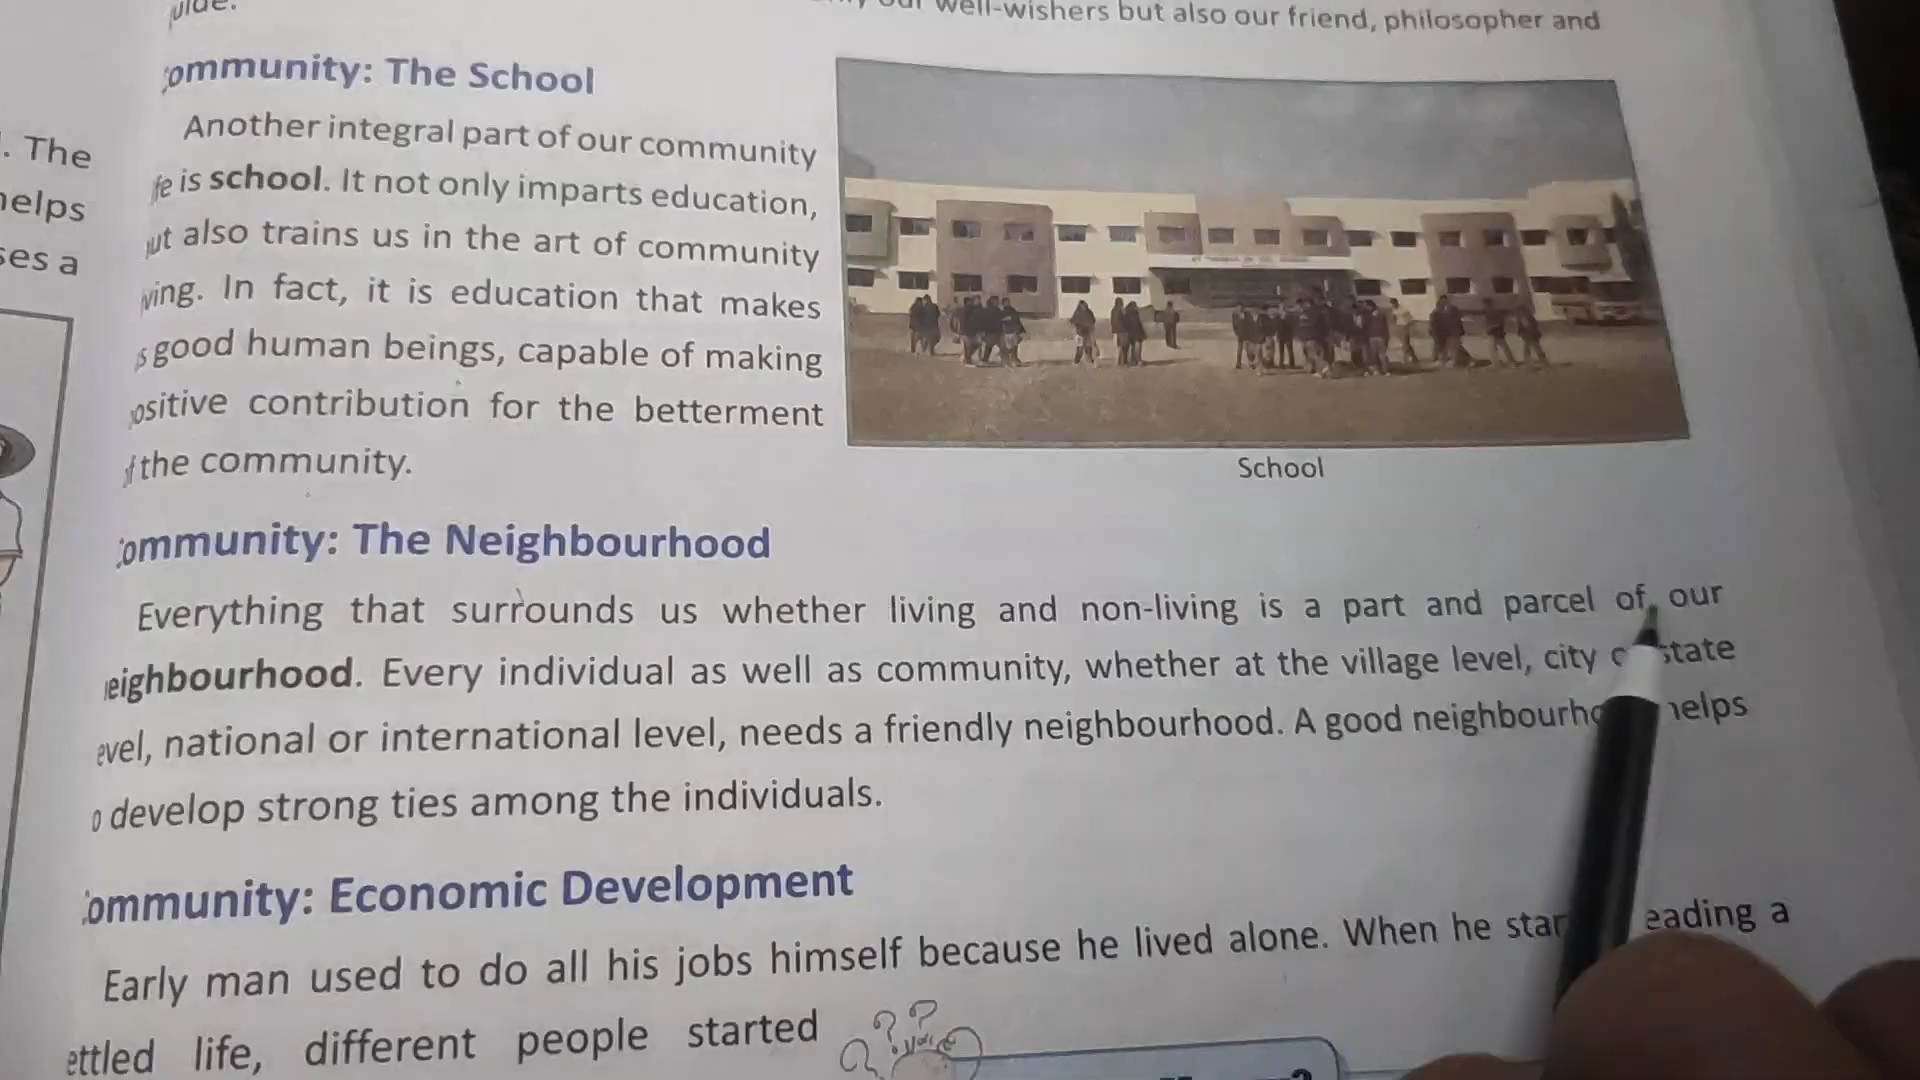 well-wishers but also our friend, philosopher and
ommunity: The School
Another integral part of our community
fe is school. It not only imparts education,
ut also trains us in the art of community
ving. In fact, it is education that makes
s good human beings, capable of making
ositive contribution for the betterment
f the community.
School
. The
helps
ses a
ommunity: The Neighbourhood
Everything that surrounds us whether living and non-living is a part and parcel of our
eighbourhood. Every individual as well as community, whether at the village level, city state
evel, national or international level, needs a friendly neighbourhood. A good neighbourho helps
o develop strong ties among the individuals.
ommunity: Economic Development
Early man used to do all his jobs himself because he lived alone. When he star eading a
ettled life, different people started
? ?